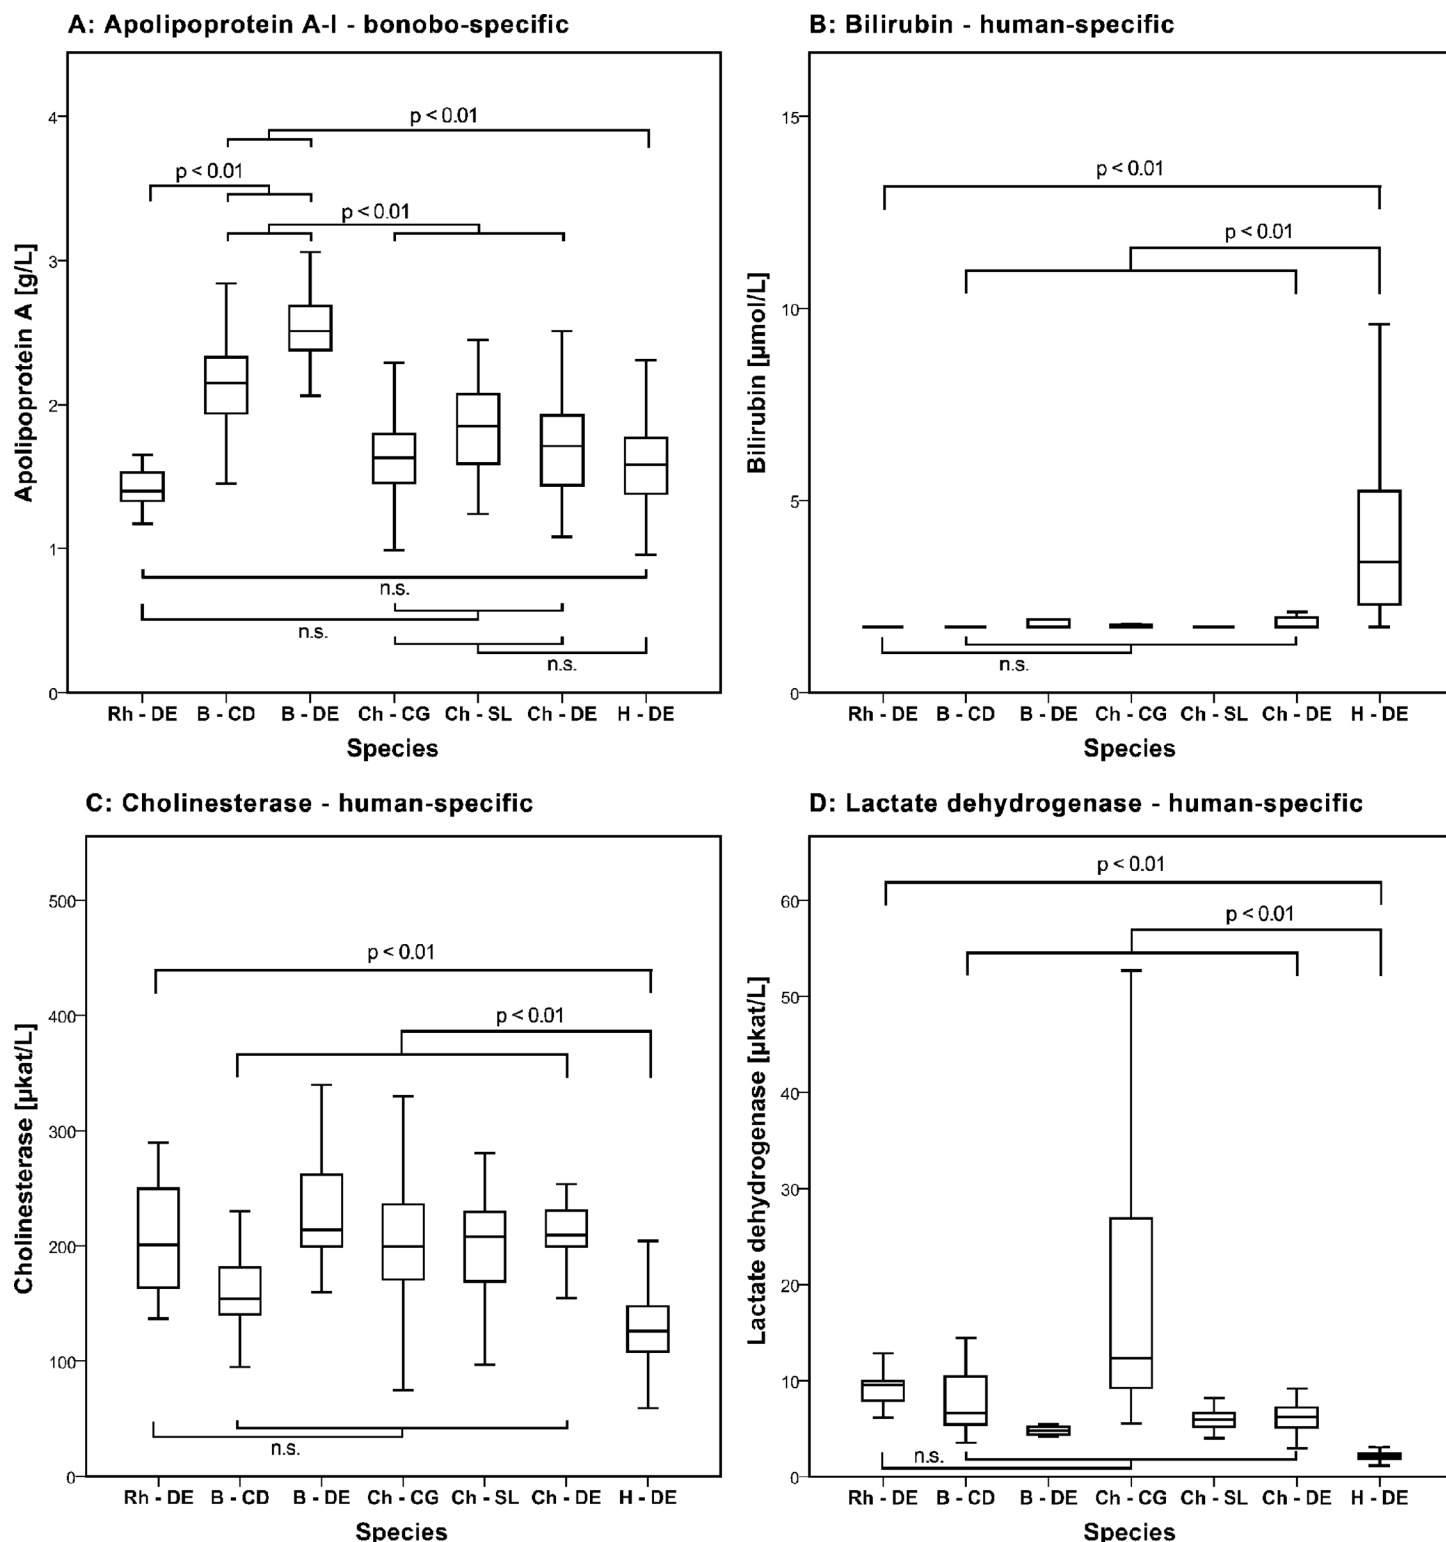 A: Apolipoprotein A-I - bonobo-specific
Apolipoprotein A [g/L]
4
3
2
1
0
p < 0.01
p < 0.01
p < 0.01
n.s.
n.s.
n.s.
Rh - DE B - CD B - DE Ch - CG Ch - SL Ch - DE H - DE
Species
B: Bilirubin - human-specific
Bilirubin [µmol/L]
15
10
5
0
p < 0.01
p < 0.01
n.s.
Rh - DE B - CD B - DE Ch - CG Ch - SL Ch - DE H - DE
Species
C: Cholinesterase - human-specific
Cholinesterase [µkat/L]
500
400
300
200
100
0
p < 0.01
p < 0.01
n.s.
Rh - DE B - CD B - DE Ch - CG Ch - SL Ch - DE H - DE
Species
D: Lactate dehydrogenase - human-specific
Lactate dehydrogenase [µkat/L]
60
50
40
30
20
10
0
p < 0.01
p < 0.01
n.s.
Rh - DE B - CD B - DE Ch - CG Ch - SL Ch - DE H - DE
Species